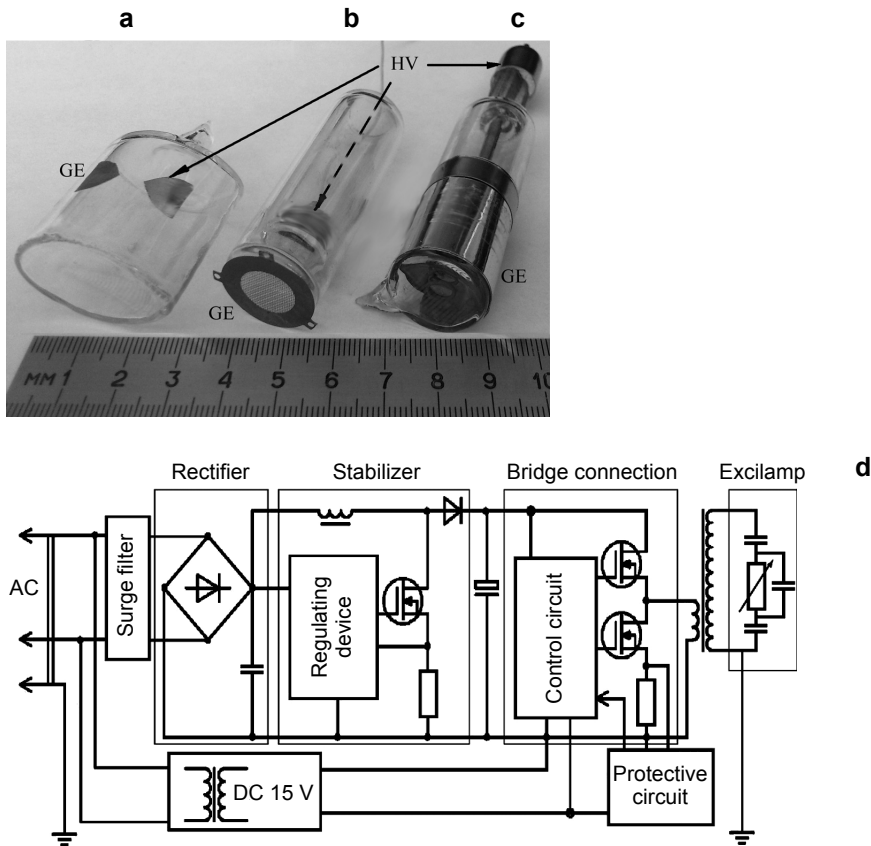 a b c
HV
GE
GE
GE
MM 1 2 3 4 5 6 7 8 9 10
Rectifier Stabilizer Bridge connection Excilamp d
AC
Surge filter
Regulating
device
Control circuit
DC 15 V
Protective
circuit